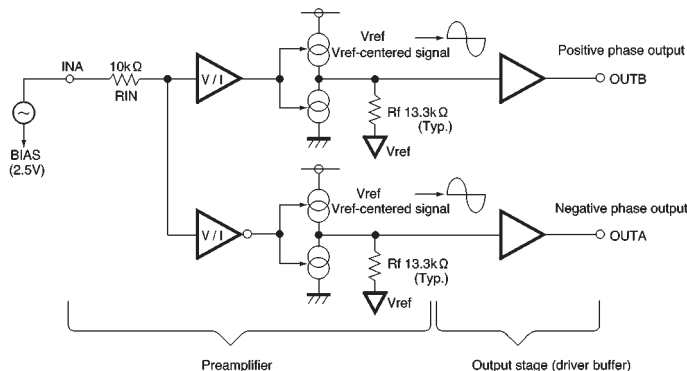 Vref
Vref-centered signal
Positive phase output
INA
10kΩ
RIN
V / I
OUTB
Rf 13.3kΩ
(Typ.)
Vref
BIAS
(2.5V)
Vref
Vref-centered signal
Negative phase output
V / I
OUTA
Rf 13.3kΩ
(Typ.)
Vref
Preamplifier
Output stage (driver buffer)